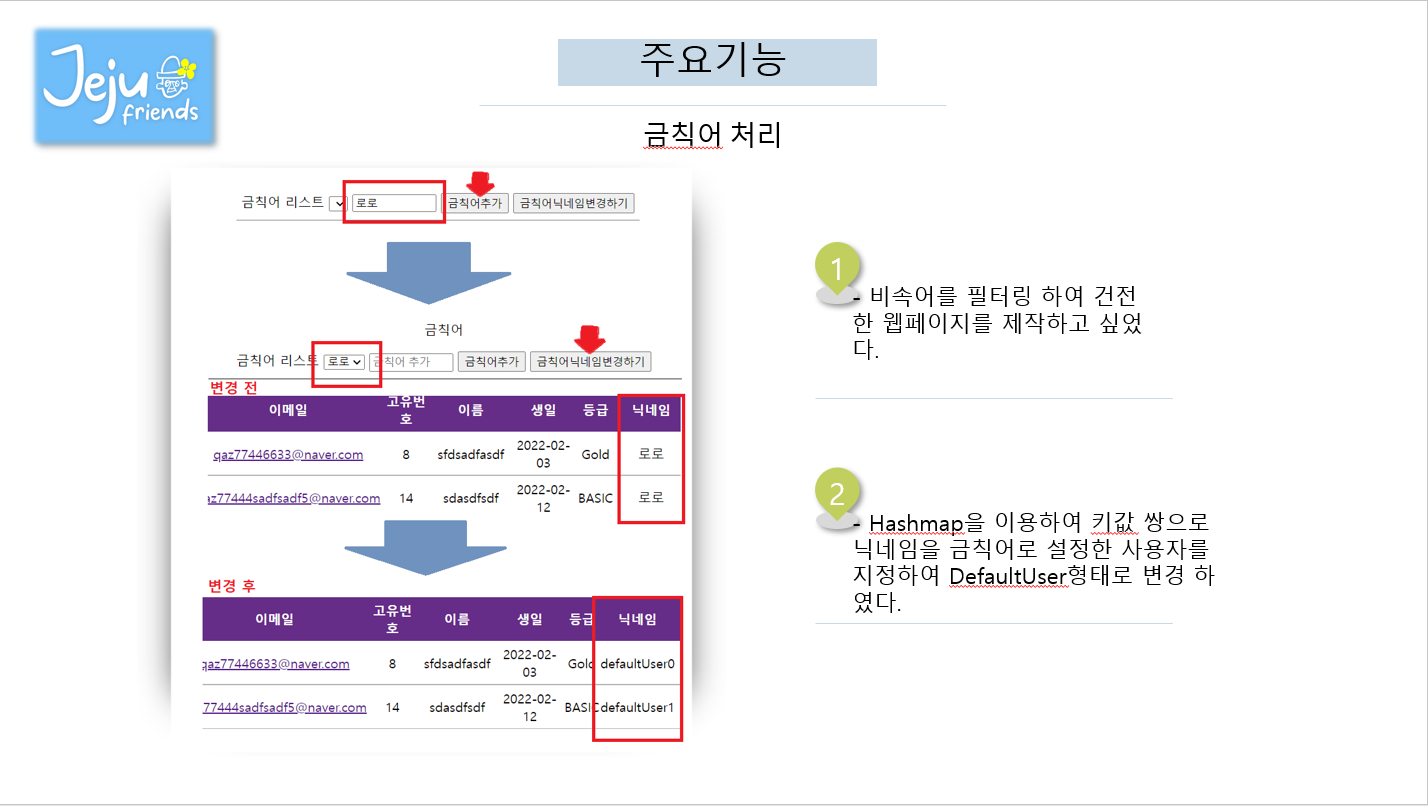 Jeju
friends
주요기능
금칙어 처리
금칙어 리스트 로로 금칙어추가 금칙어닉네임변경하기
금칙어
금칙어 리스트 로로 금칙어 추가 금칙어추가 금칙어닉네임변경하기
변경 전
이메일 고유번호 이름 생일 등급 닉네임
qaz77446633@naver.com 8 sfdsadfasdf 2022-02-03 Gold 로로
az77444sadfsadf5@naver.com 14 sdasdfsdf 2022-02-12 BASIC 로로
변경 후
이메일 고유번호 이름 생일 등급 닉네임
qaz77446633@naver.com 8 sfdsadfasdf 2022-02-03 Gold defaultUser0
77444sadfsadf5@naver.com 14 sdasdfsdf 2022-02-12 BASIC defaultUser1
1
- 비속어를 필터링 하여 건전
한 웹페이지를 제작하고 싶었
다.
2
- Hashmap을 이용하여 키값 쌍으로
닉네임을 금칙어로 설정한 사용자를
지정하여 DefaultUser형태로 변경 하
였다.